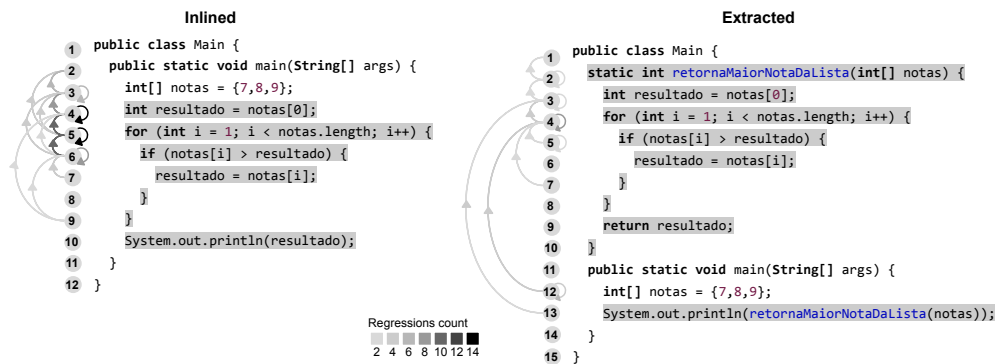 Inlined
1 public class Main {
2 public static void main(String[] args) {
3 int[] notas = {7,8,9};
4 int resultado = notas[0];
5 for (int i = 1; i < notas.length; i++) {
6 if (notas[i] > resultado) {
7 resultado = notas[i];
8 }
9 }
10 System.out.println(resultado);
11 }
12 }
Extracted
1 public class Main {
2 static int retornaMaiorNotaDaLista(int[] notas) {
3 int resultado = notas[0];
4 for (int i = 1; i < notas.length; i++) {
5 if (notas[i] > resultado) {
6 resultado = notas[i];
7 }
8 }
9 return resultado;
10 }
11 public static void main(String[] args) {
12 int[] notas = {7,8,9};
13 System.out.println(retornaMaiorNotaDaLista(notas));
14 }
15 }
Regressions count
2 4 6 8 10 12 14